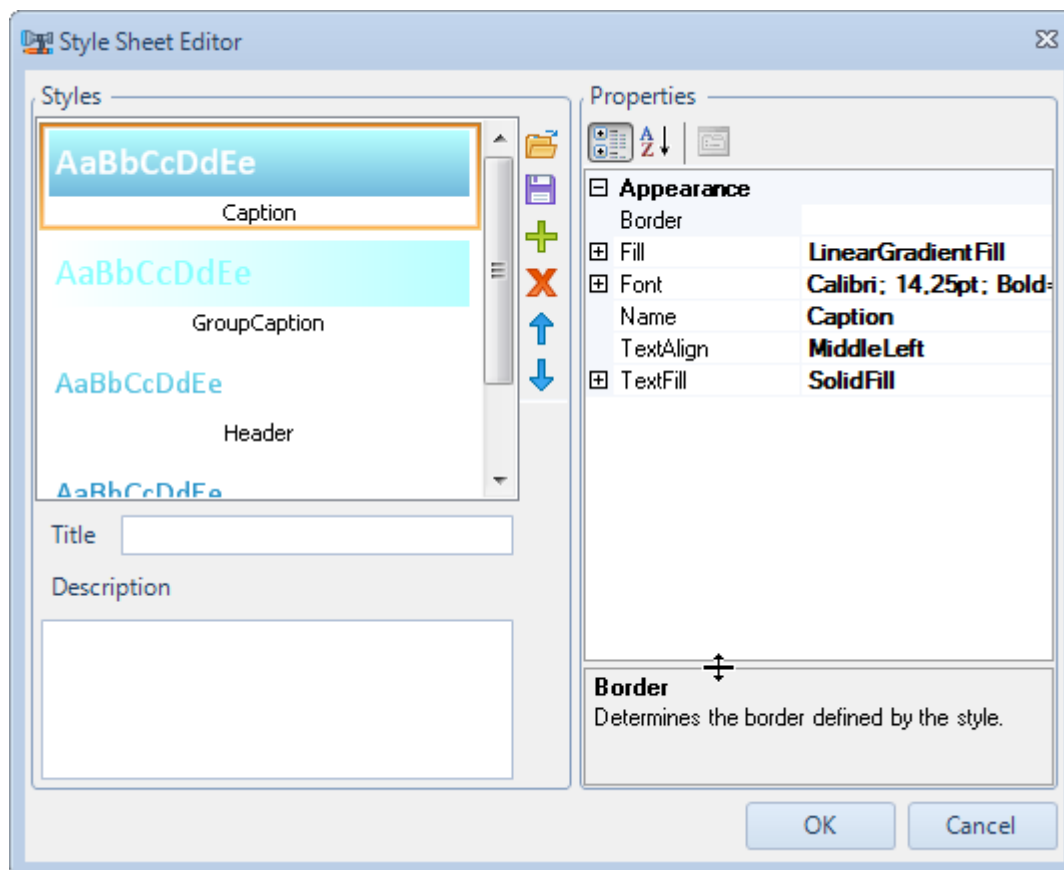 Style Sheet Editor
Styles
AaBbCcDdEe
Caption
AaBbCcDdEe
GroupCaption
AaBbCcDdEe
Header
AaBbCcDdEe
Title
Description
Properties
A
Z
Appearance
Border
Fill LinearGradientFill
Font Calibri; 14,25pt; Bold=
Name Caption
TextAlign MiddleLeft
TextFill SolidFill
Border
Determines the border defined by the style.
OK Cancel